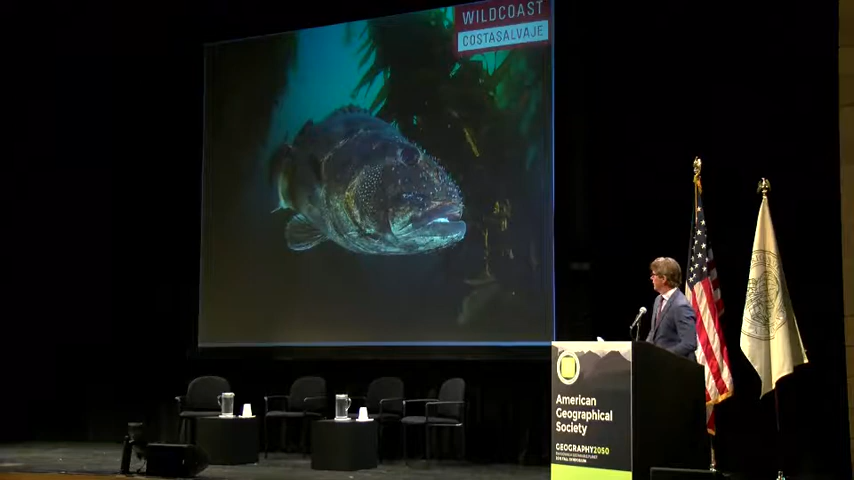 WILDCOAST
COSTASALVAJE
American
Geographical
Society
GEOGRAPHY2050